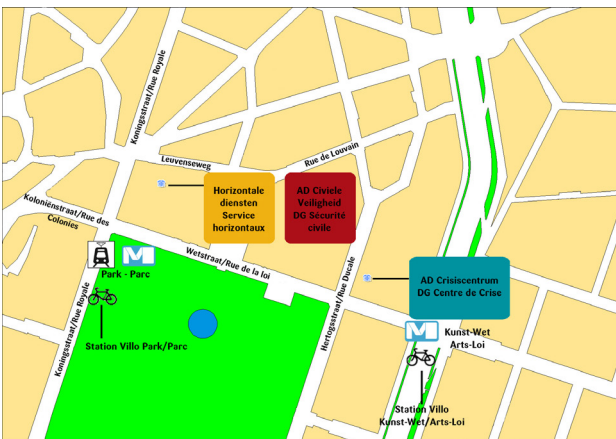 Koningsstraat/Rue Royale
Leuvenseweg
Rue de Louvain
Horizontale
diensten
Service
horizontaux
AD Civiele
Veiligheid
DG Sécurité
civile
Koloniënstraat/Rue des
Colonies
Wetstraat/Rue de la loi
M
Park - Parc
Hertogsstraat/Rue Ducale
AD Crisiscentrum
DG Centre de Crise
Koningsstraat/Rue Royale
Station Villo Park/Parc
M
Kunst-Wet
Arts-Loi
Station Villo
Kunst-Wet/Arts-Loi